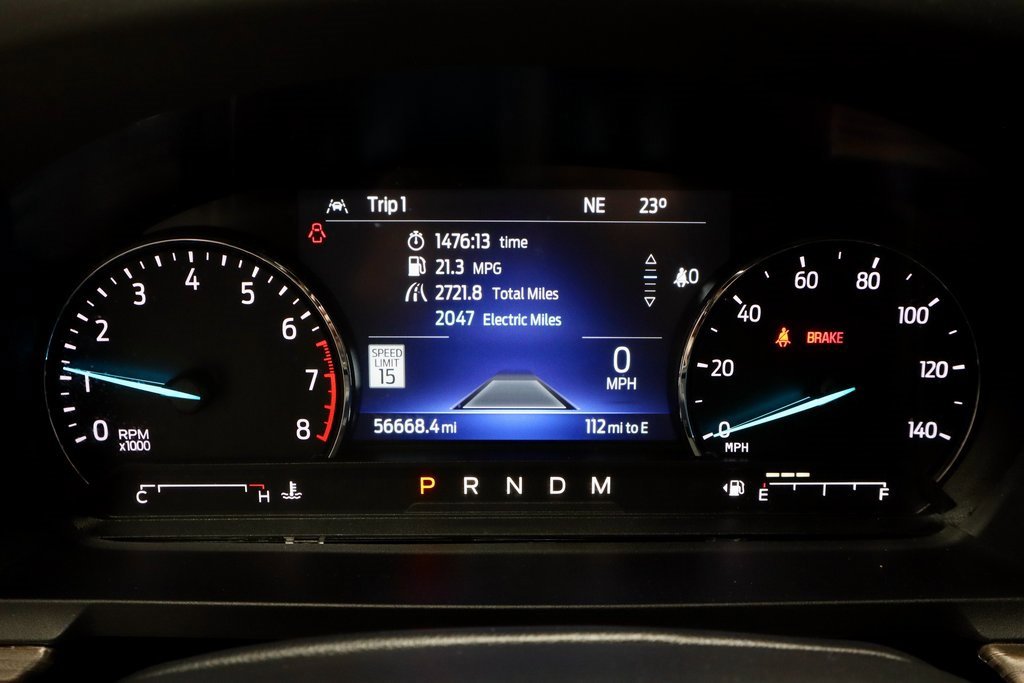 Trip 1 NE 23º
1476:13 time
21.3 MPG
2721.8 Total Miles
2047 Electric Miles
0
SPEED
LIMIT
15
0
MPH
56668.4 mi 112 mi to E
0 1 2 3 4 5 6 7 8
RPM
x1000
0 20 40 60 80 100 120 140
MPH
BRAKE
C H
P R N D M
E F